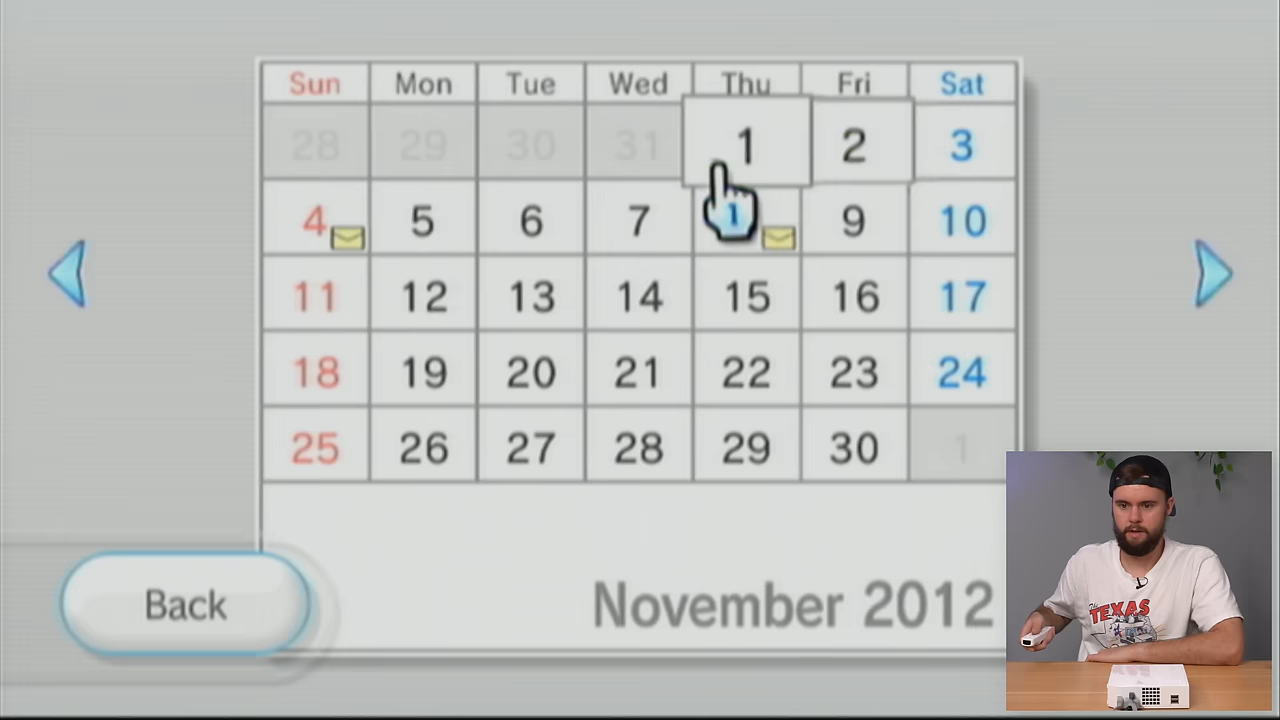 Sun Mon Tue Wed Thu Fri Sat
28 29 30 31 1 2 3
4 5 6 7 1 9 10
11 12 13 14 15 16 17
18 19 20 21 22 23 24
25 26 27 28 29 30 1
Back
November 2012
TEXAS